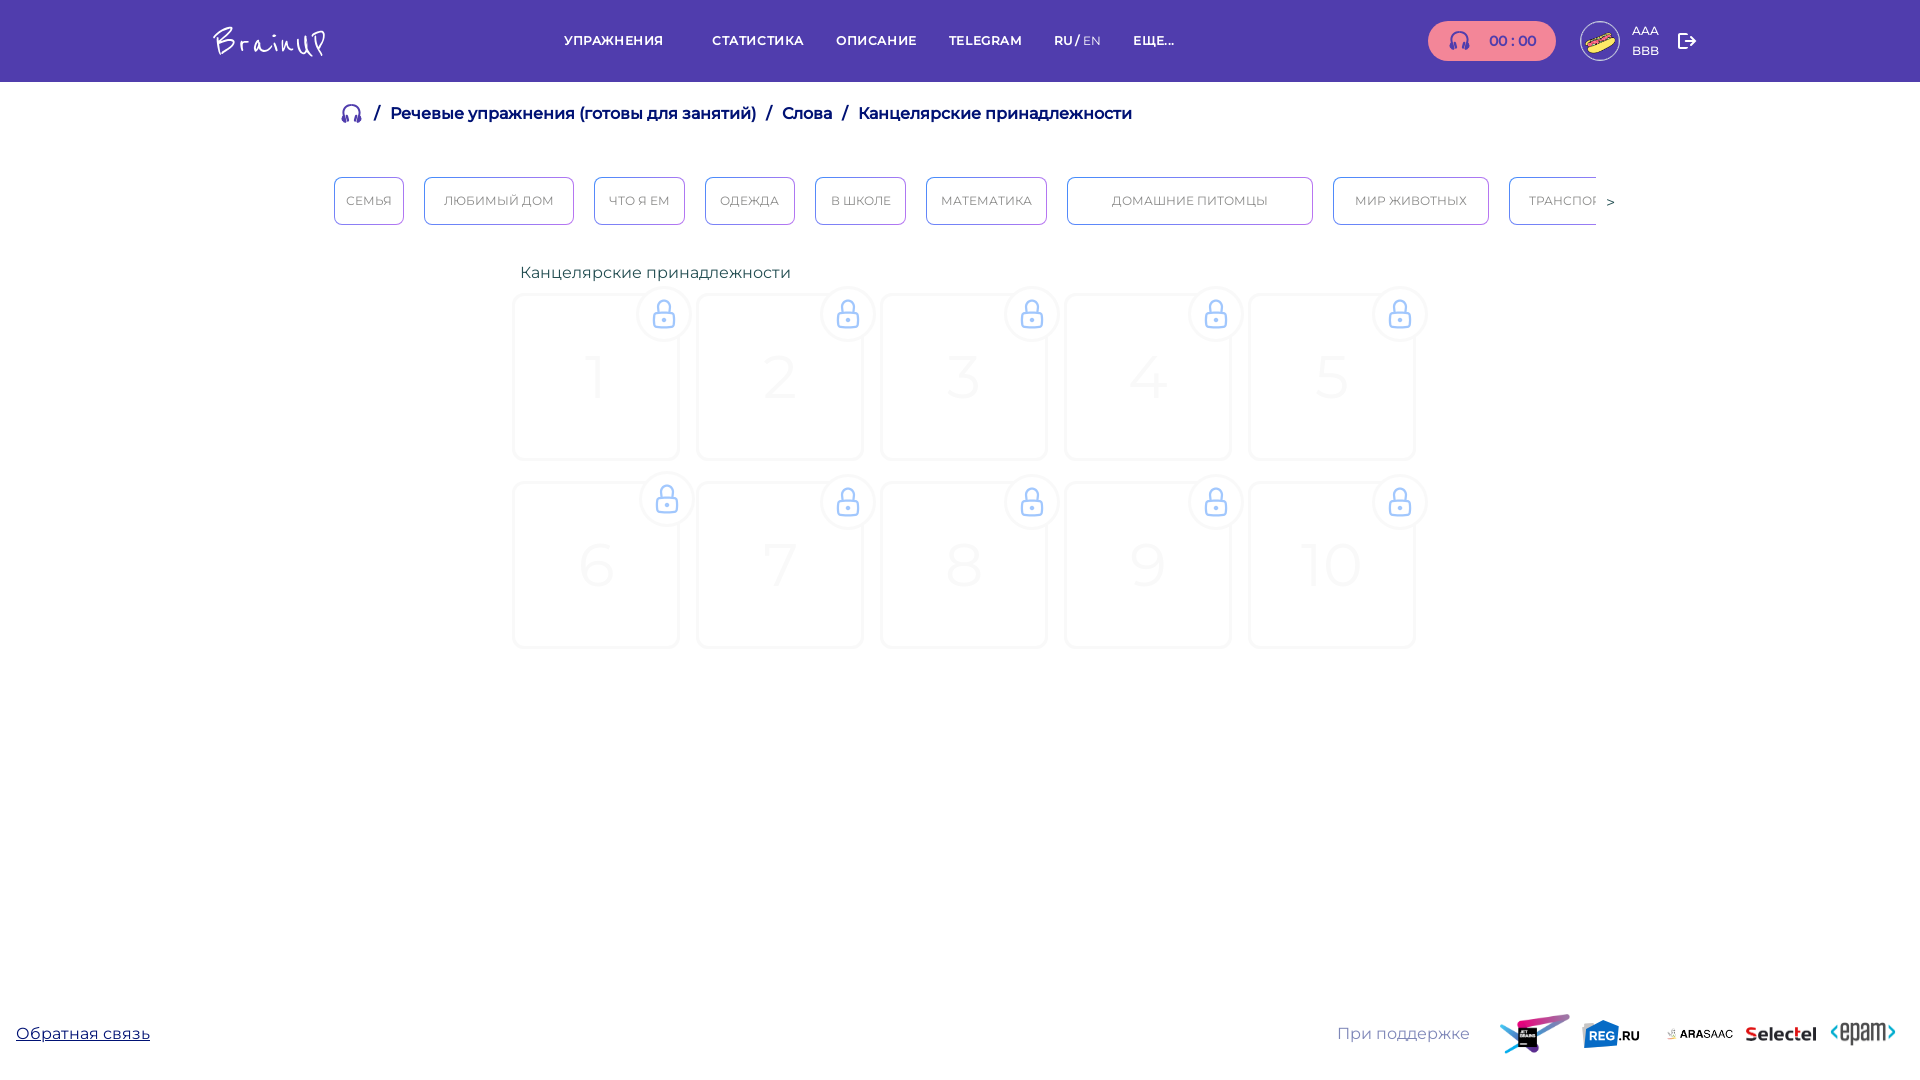 BrainUP
УПРАЖНЕНИЯ СТАТИСТИКА ОПИСАНИЕ TELEGRAM RU / EN ЕЩЕ...
00 : 00
AAA
BBB
/ Речевые упражнения (готовы для занятий) / Слова / Канцелярские принадлежности
СЕМЬЯ ЛЮБИМЫЙ ДОМ ЧТО Я ЕМ ОДЕЖДА В ШКОЛЕ МАТЕМАТИКА ДОМАШНИЕ ПИТОМЦЫ МИР ЖИВОТНЫХ ТРАНСПОР >
Канцелярские принадлежности
1 2 3 4 5
6 7 8 9 10
Обратная связь
При поддержке
JET BRAINS
REG.RU
ARASAAC
Selectel
<epam>